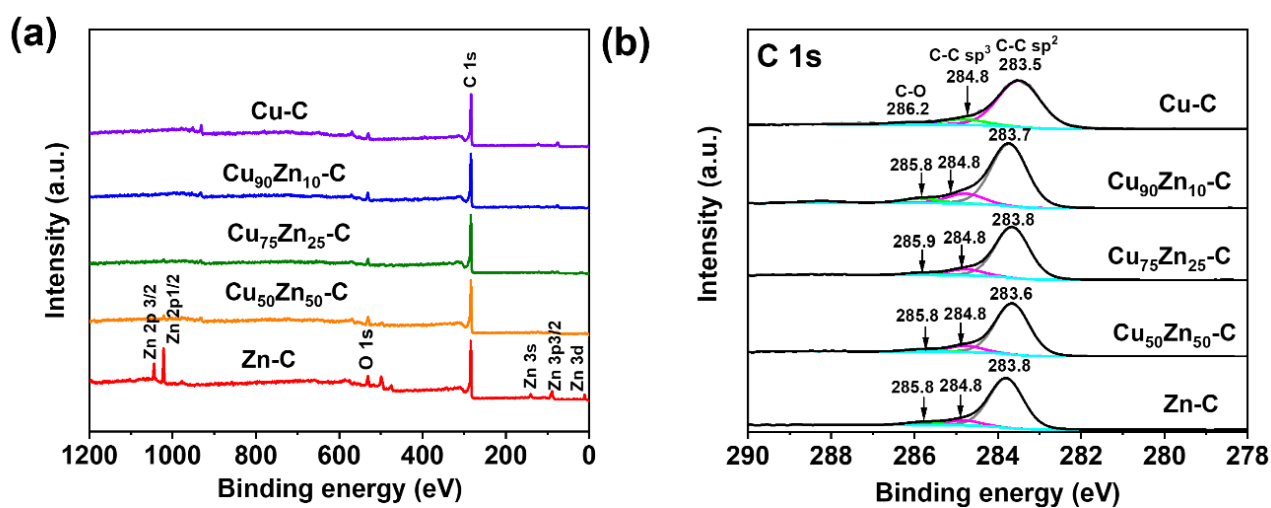 (a)
Intensity (a.u.)
C 1s
Cu-C
Cu₉₀Zn₁₀-C
Cu₇₅Zn₂₅-C
Cu₅₀Zn₅₀-C
Zn-C
Zn 2p 3/2
Zn 2p1/2
O 1s
Zn 3s
Zn 3p3/2
Zn 3d
1200 1000 800 600 400 200 0
Binding energy (eV)
(b)
Intensity (a.u.)
C 1s
C-O
286.2
C-C sp³
284.8
C-C sp²
283.5
Cu-C
285.8 284.8 283.7
Cu₉₀Zn₁₀-C
285.9 284.8 283.8
Cu₇₅Zn₂₅-C
285.8 284.8 283.6
Cu₅₀Zn₅₀-C
285.8 284.8 283.8
Zn-C
290 288 286 284 282 280 278
Binding energy (eV)